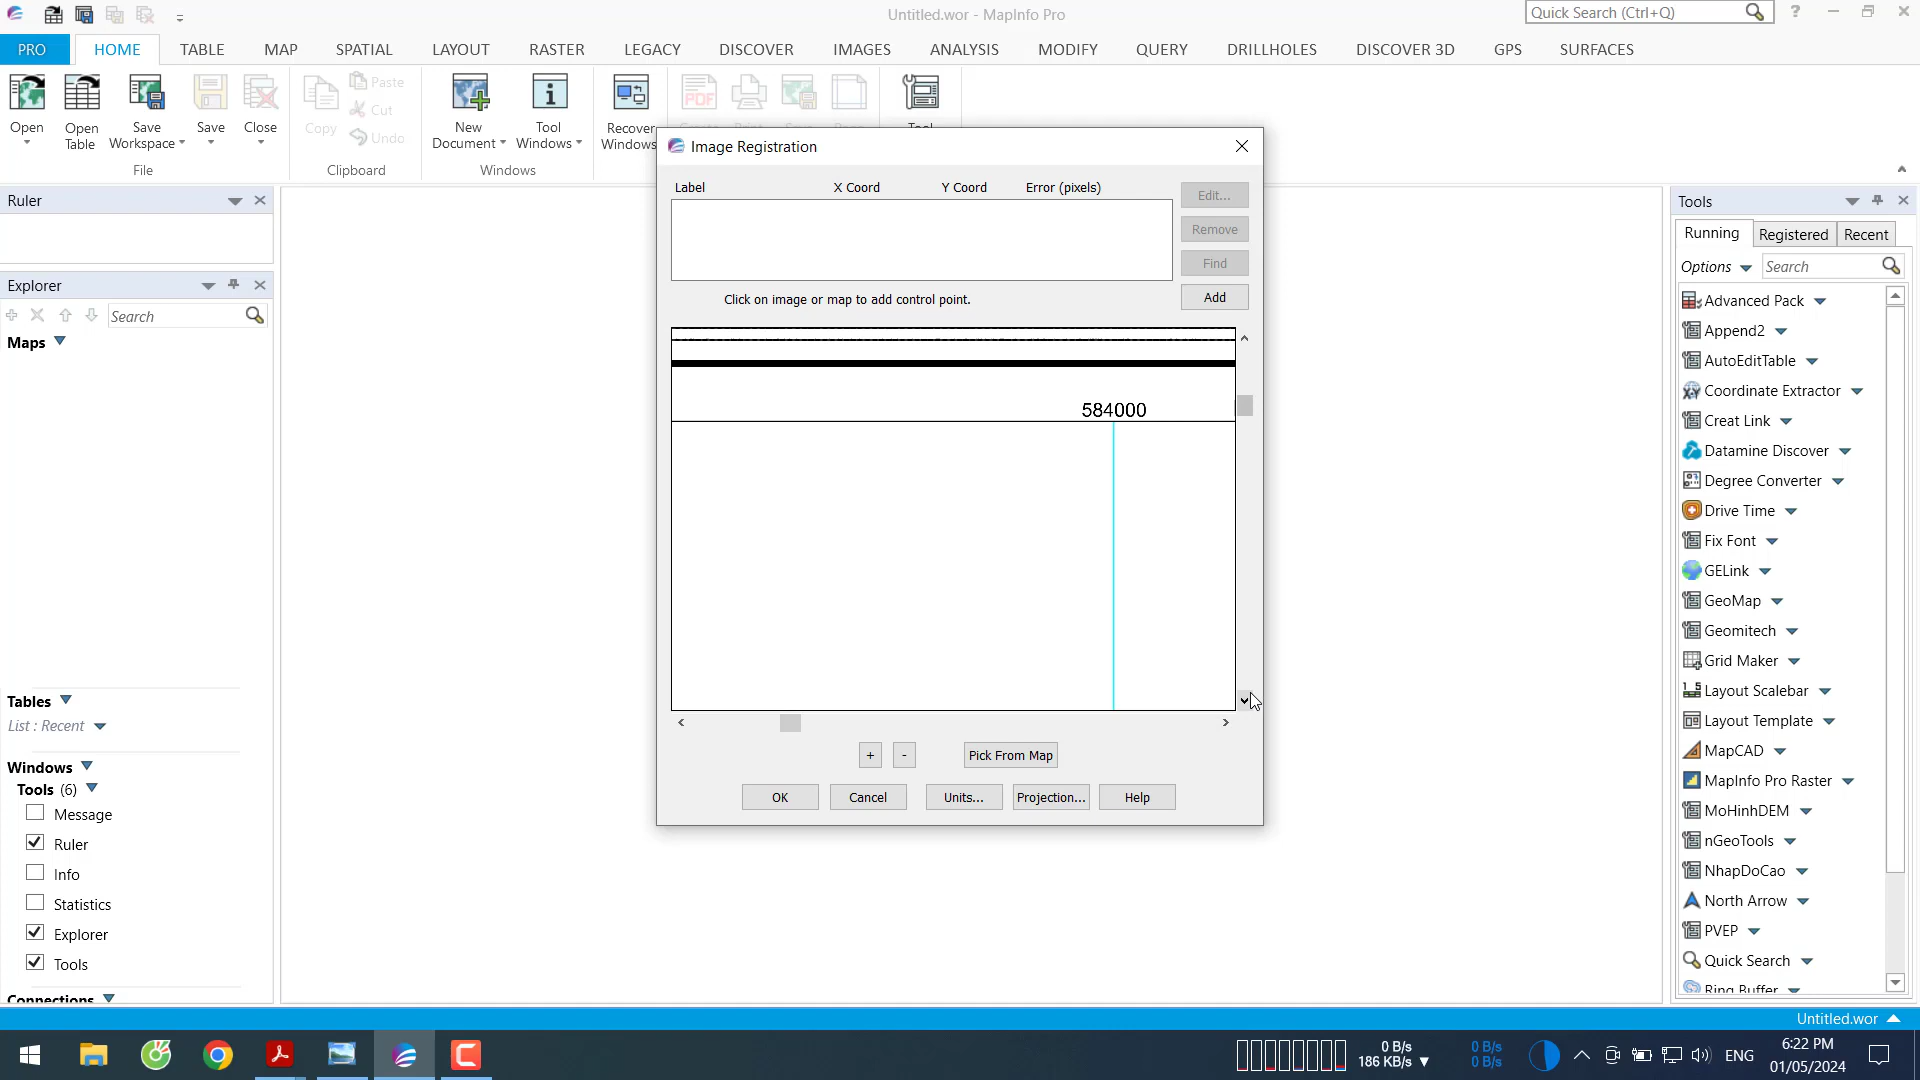 Untitled.wor - MapInfo Pro
Quick Search (Ctrl+Q)
PRO HOME TABLE MAP SPATIAL LAYOUT RASTER LEGACY DISCOVER IMAGES ANALYSIS MODIFY QUERY DRILLHOLES DISCOVER 3D GPS SURFACES
Open
Open Table
Save Workspace
Save
Close
Copy
Paste
Cut
Undo
New Document
Tool Windows
Recover Windows
PDF
Tool
File
Clipboard
Windows
Ruler
Explorer
Search
Maps
Tables
List : Recent
Windows
Tools (6)
Message
Ruler
Info
Statistics
Explorer
Tools
Connections
Image Registration
Label X Coord Y Coord Error (pixels)
Edit...
Remove
Find
Add
Click on image or map to add control point.
584000
+ - Pick From Map
OK Cancel Units... Projection... Help
Tools
Running Registered Recent
Options Search
Advanced Pack
Append2
AutoEditTable
Coordinate Extractor
Creat Link
Datamine Discover
Degree Converter
Drive Time
Fix Font
GELink
GeoMap
Geomitech
Grid Maker
Layout Scalebar
Layout Template
MapCAD
MapInfo Pro Raster
MoHinhDEM
nGeoTools
NhapDoCao
North Arrow
PVEP
Quick Search
Ring Buffer
Untitled.wor
0 B/s
186 KB/s
0 B/s
0 B/s
ENG
6:22 PM
01/05/2024